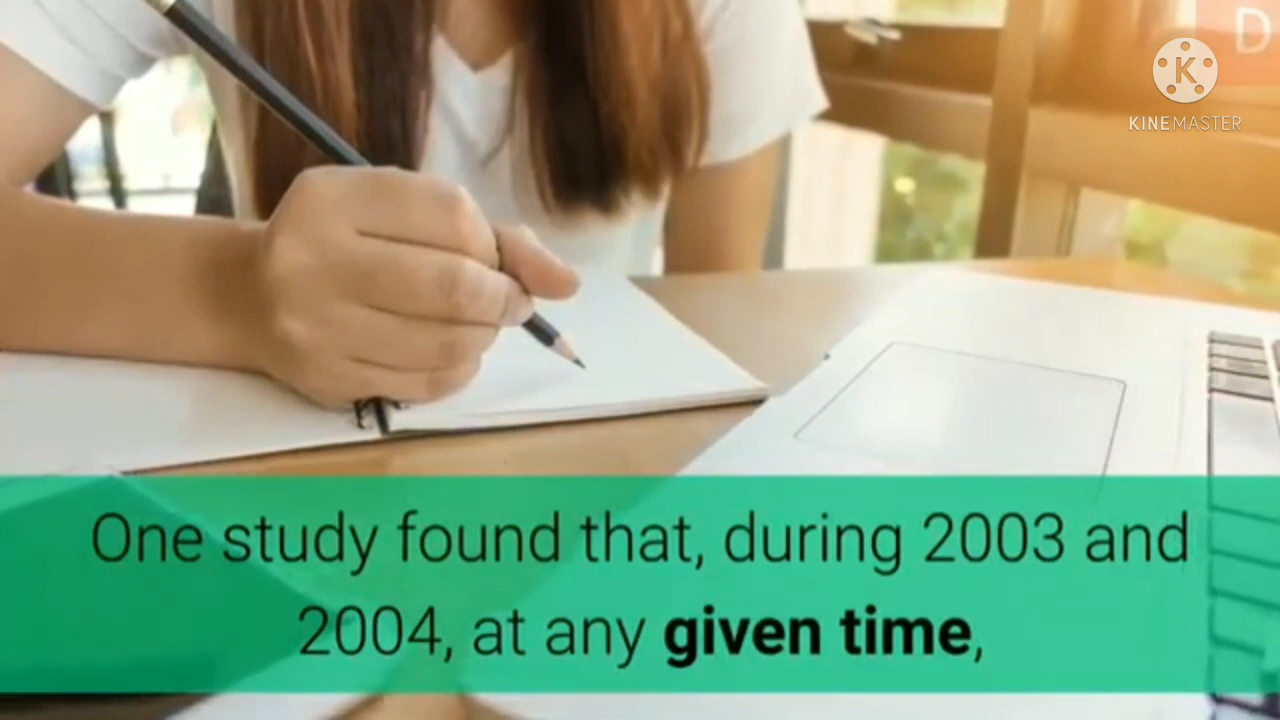 D
K
KINEMASTER
One study found that, during 2003 and
2004, at any given time,